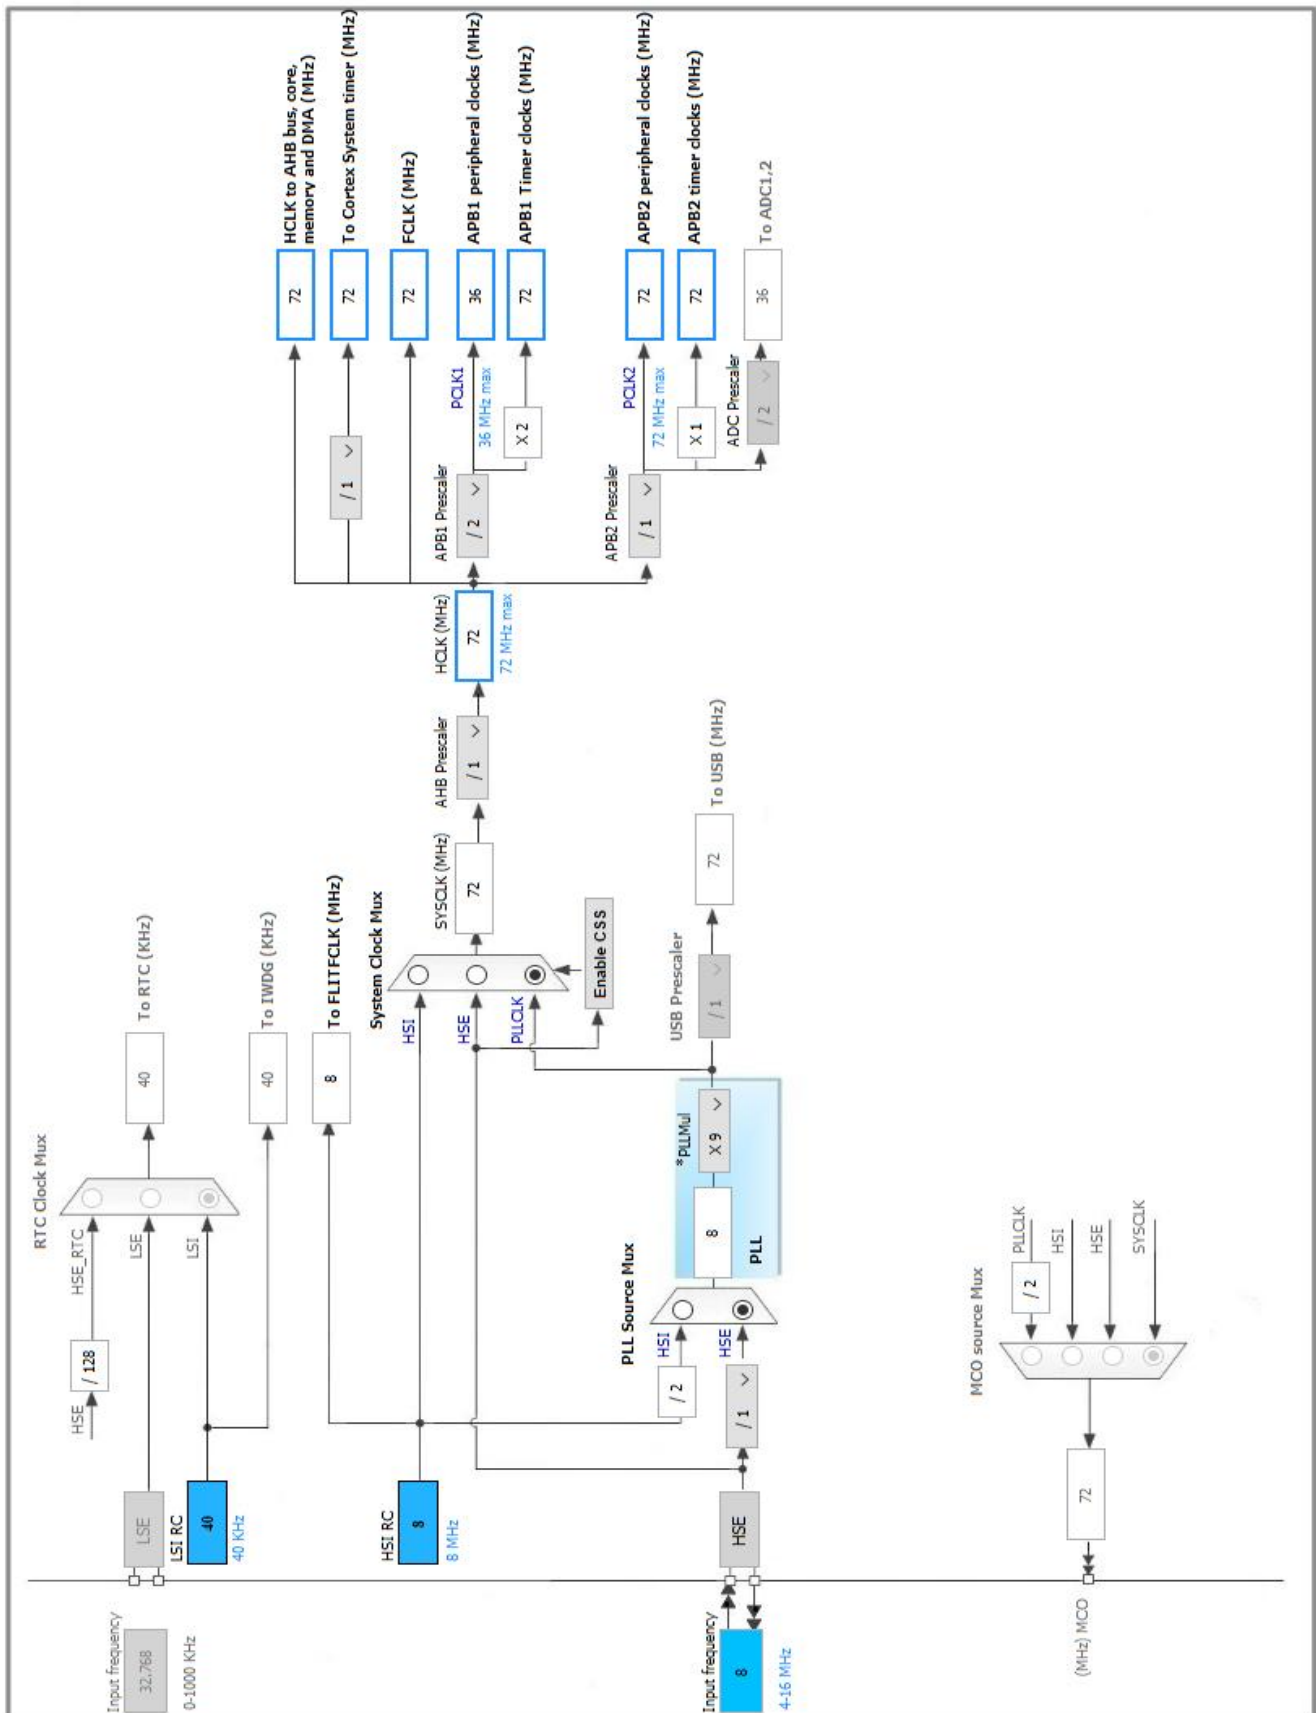 RTC Clock Mux
HSE
/ 128
HSE_RTC
Input frequency
32.768
0-1000 KHz
LSE
LSE
40
To RTC (KHz)
LSI RC
40
40 KHz
LSI
40
To IWDG (KHz)
8
To FLITFCLK (MHz)
HSI RC
8
8 MHz
System Clock Mux
HSI
HSE
PLLCLK
Enable CSS
SYSCLK (MHz)
72
AHB Prescaler
/ 1
HCLK (MHz)
72
72 MHz max
72
HCLK to AHB bus, core,
memory and DMA (MHz)
/ 1
72
To Cortex System timer (MHz)
72
FCLK (MHz)
APB1 Prescaler
/ 2
PCLK1
36 MHz max
36
APB1 peripheral clocks (MHz)
X 2
72
APB1 Timer clocks (MHz)
APB2 Prescaler
/ 1
PCLK2
72 MHz max
72
APB2 peripheral clocks (MHz)
X 1
72
APB2 timer clocks (MHz)
ADC Prescaler
/ 2
36
To ADC1,2
PLL Source Mux
/ 2
HSI
Input frequency
8
4-16 MHz
HSE
/ 1
HSE
8
*PLLMul
X 9
PLL
USB Prescaler
/ 1
72
To USB (MHz)
MCO source Mux
(MHz) MCO
72
/ 2
PLLCLK
HSI
HSE
SYSCLK